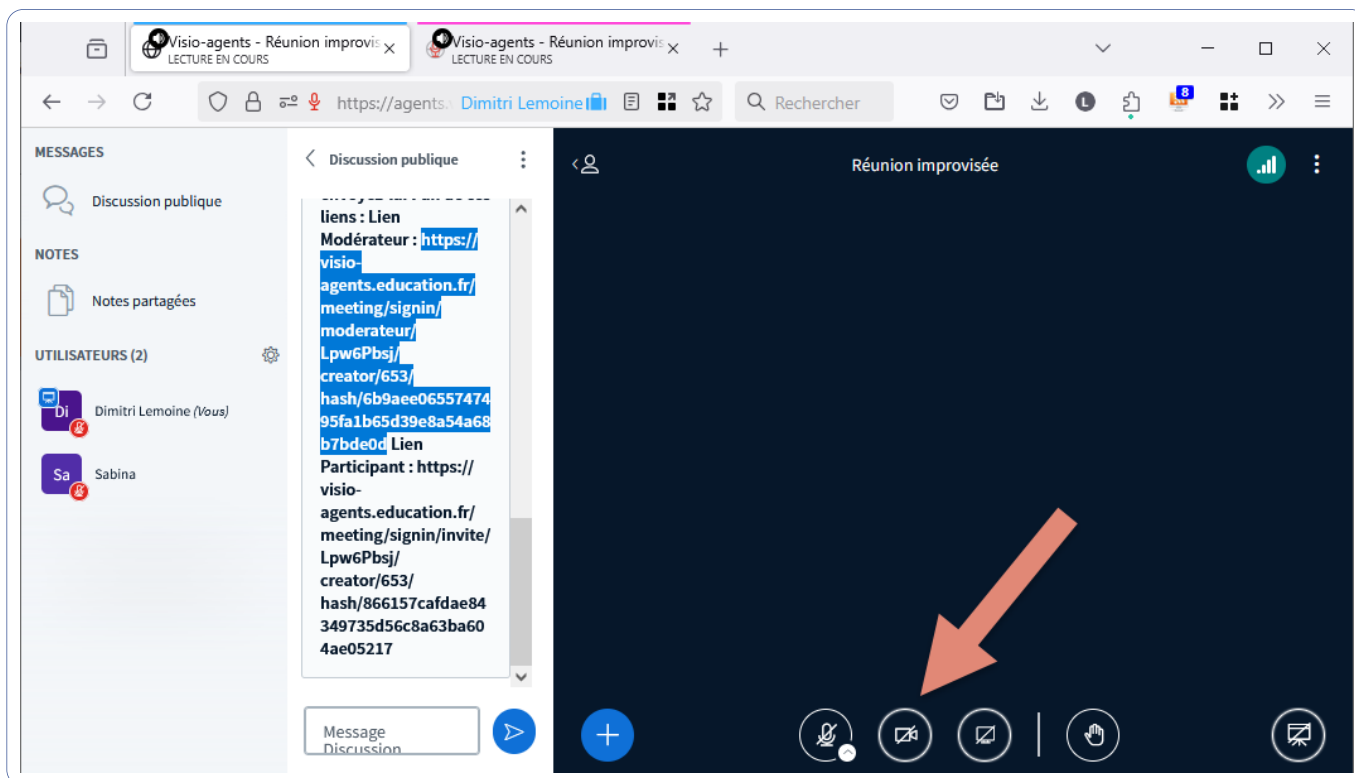 Visio-agents - Réunion improvis
LECTURE EN COURS
Visio-agents - Réunion improvis
LECTURE EN COURS
https://agents. Dimitri Lemoine
Rechercher
L
8
MESSAGES
Discussion publique
NOTES
Notes partagées
UTILISATEURS (2)
Di
Dimitri Lemoine (Vous)
Sa
Sabina
Discussion publique
liens : Lien
Modérateur : https://
visio-
agents.education.fr/
meeting/signin/
moderateur/
Lpw6Pbsj/
creator/653/
hash/6b9aee06557474
95fa1b65d39e8a54a68
b7bde0d Lien
Participant : https://
visio-
agents.education.fr/
meeting/signin/invite/
Lpw6Pbsj/
creator/653/
hash/866157cafdae84
349735d56c8a63ba60
4ae05217
Message
Discussion
Réunion improvisée